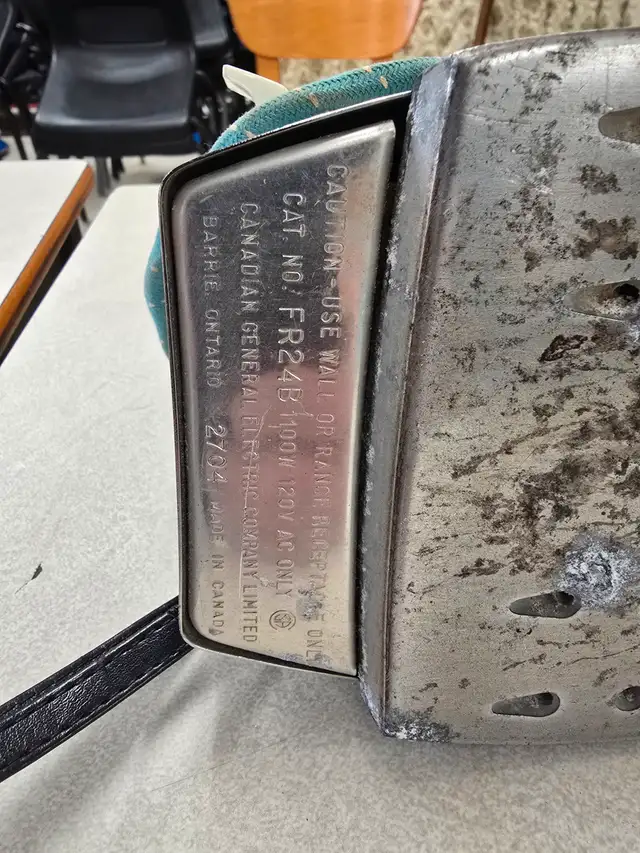 CAUTION - USE WALL OR RANGE RECEPTACLE ONLY
CAT. NO. FR24B 1100W 120V AC ONLY
CANADIAN GENERAL ELECTRIC COMPANY LIMITED
BARRIE, ONTARIO 2704 MADE IN CANADA